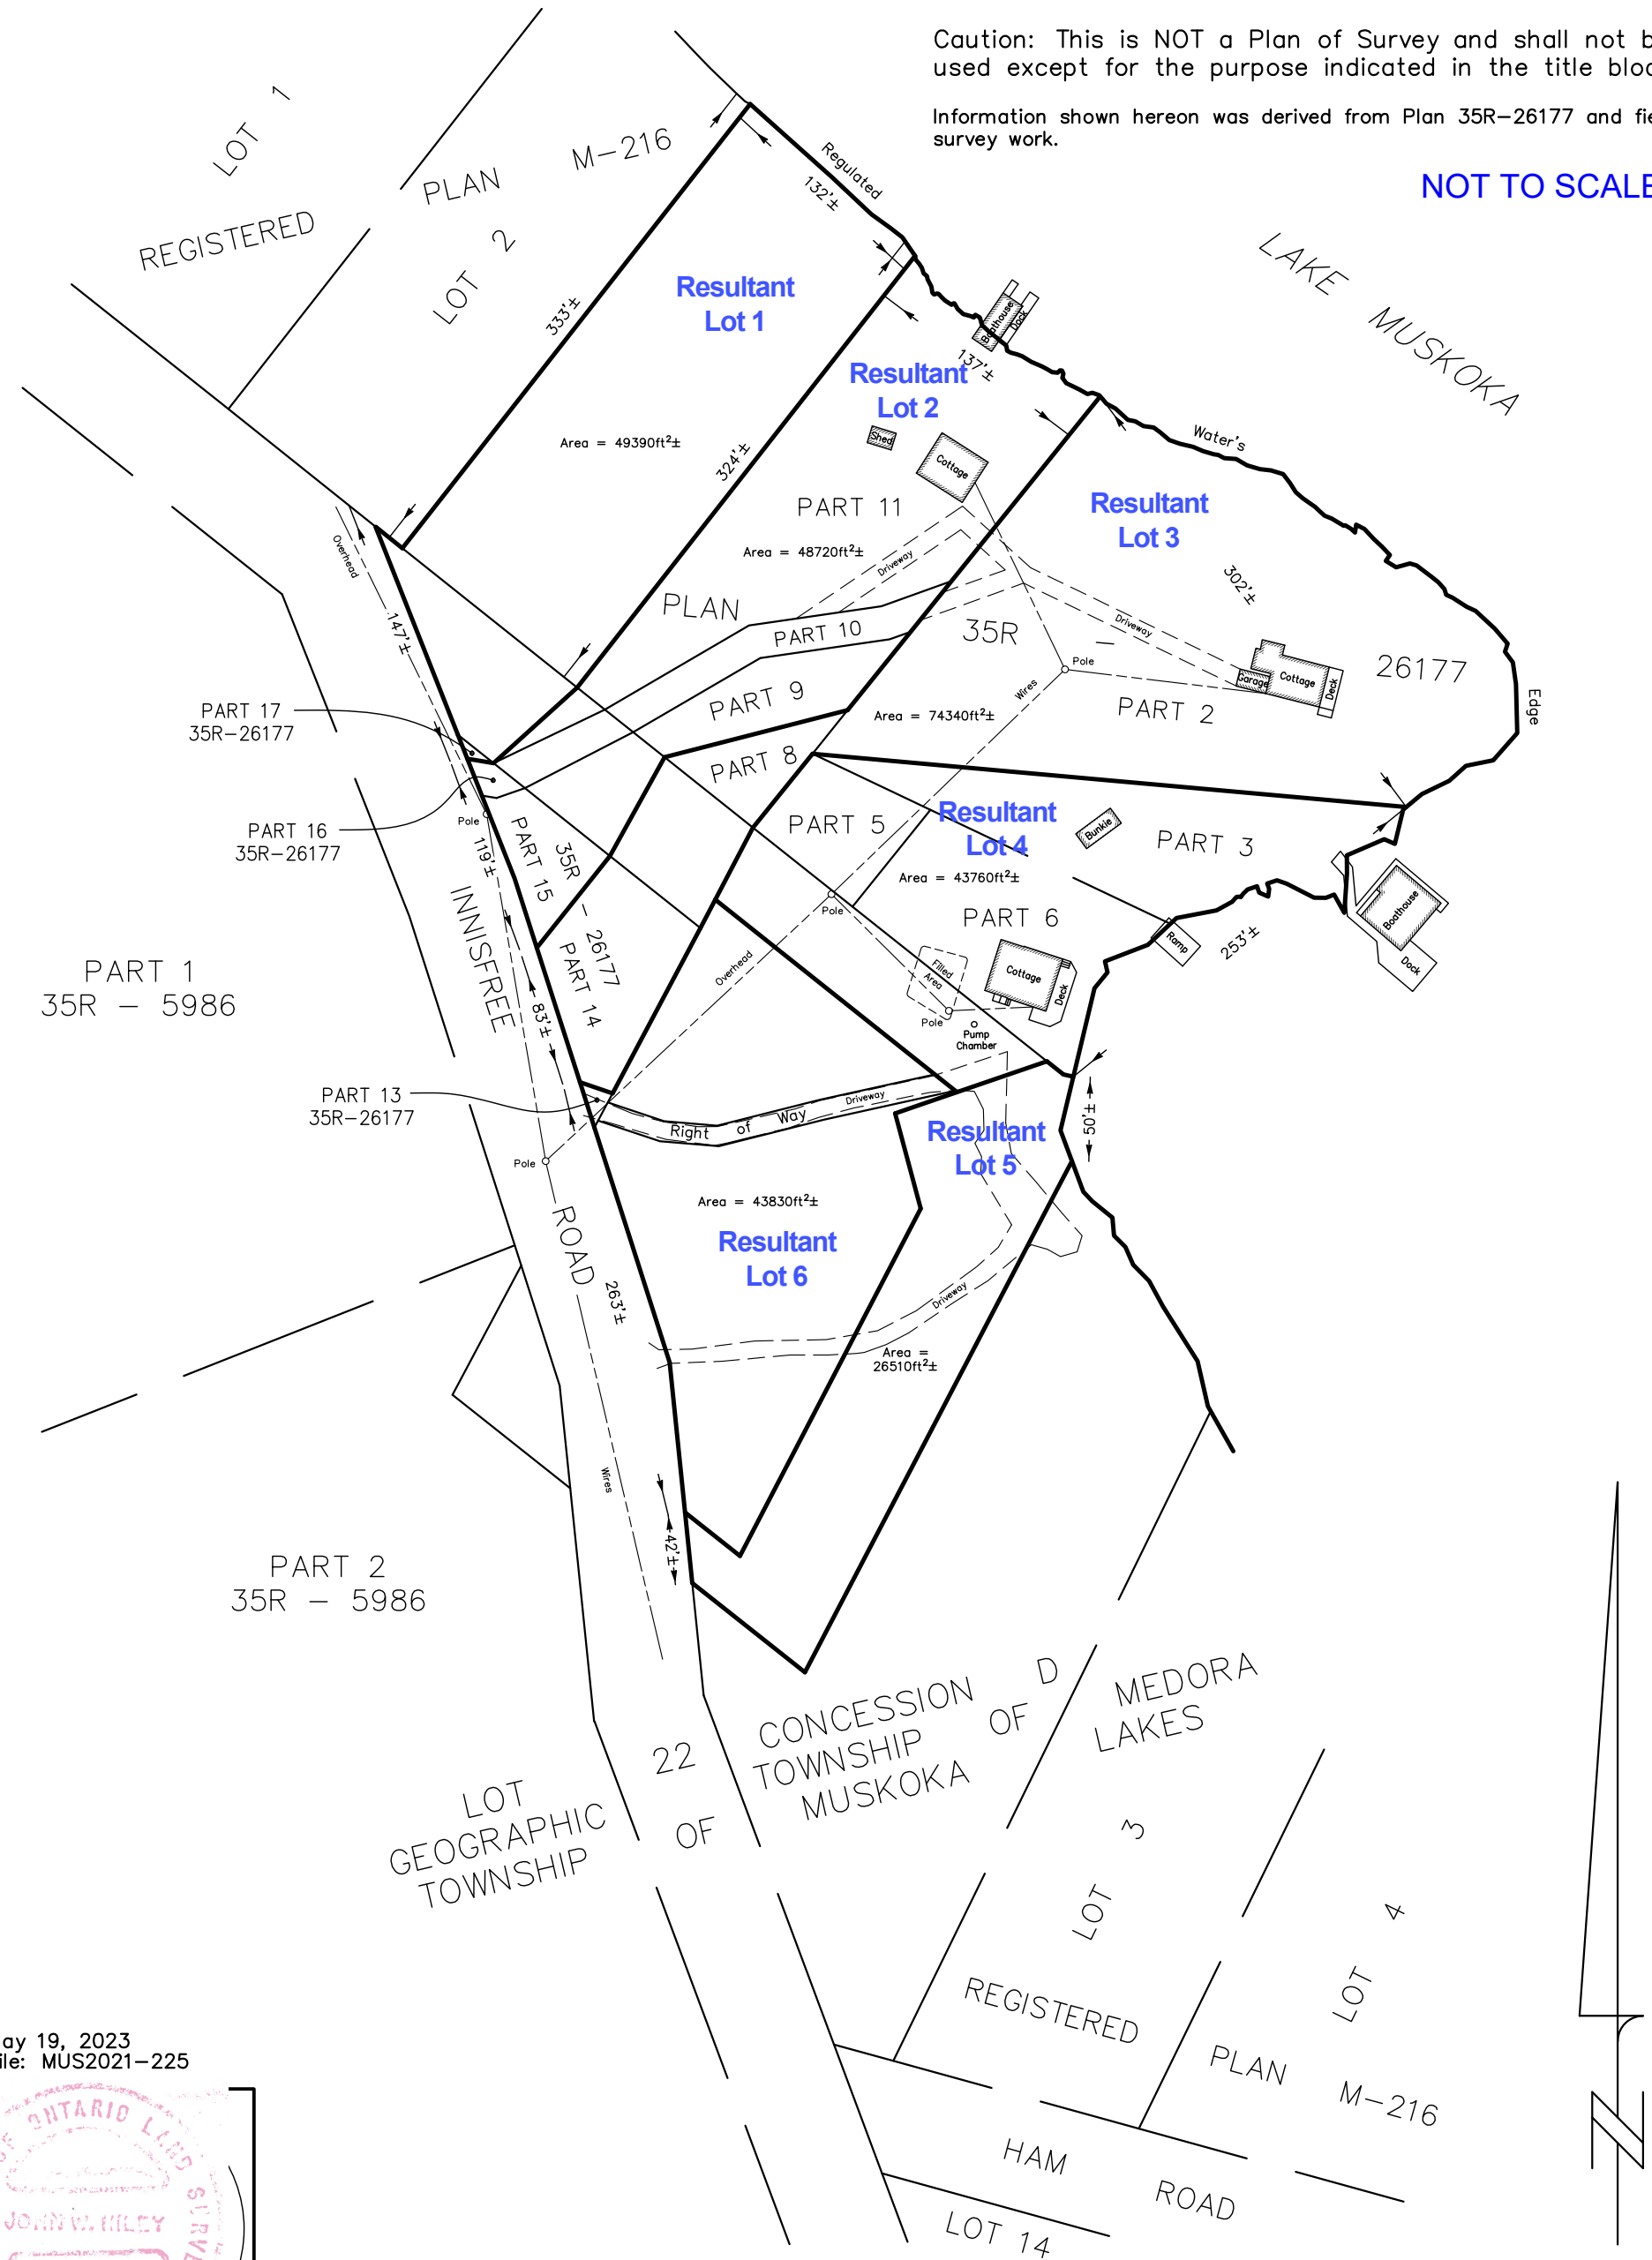 Caution: This is NOT a Plan of Survey and shall not b
used except for the purpose indicated in the title bloc
Information shown hereon was derived from Plan 35R-26177 and fie
survey work.
NOT TO SCALE
LOT 1
REGISTERED PLAN M-216
LOT 2
LAKE MUSKOKA
Regulated
132'±
333'±
Resultant
Lot 1
Area = 49390ft²±
324'±
Boathouse
Dock
137'±
Resultant
Lot 2
Shed
Cottage
PART 11
Area = 48720ft²±
Driveway
Water's
Resultant
Lot 3
302'±
Overhead
147'±
PLAN 35R - 26177
PART 10
Driveway
Pole
Garage
Cottage
Deck
Edge
PART 9
Wires
PART 2
Area = 74340ft²±
PART 17
35R-26177
PART 8
PART 16
35R-26177
Pole
119'±
PART 15
35R - 26177
PART 14
PART 5
Resultant
Lot 4
Bunkie
PART 3
Area = 43760ft²±
Pole
PART 6
Boathouse
Dock
Ramp
253'±
INNISFREE
83'±
Overhead
Filled
Area
Cottage
Deck
Pole
Pump
Chamber
PART 1
35R - 5986
PART 13
35R-26177
Right of Way
Driveway
50'±
Resultant
Lot 5
Pole
Area = 43830ft²±
Resultant
Lot 6
ROAD
263'±
Driveway
Area =
26510ft²±
Wires
42'±
PART 2
35R - 5986
LOT 22 CONCESSION D
GEOGRAPHIC TOWNSHIP OF MEDORA
TOWNSHIP OF MUSKOKA LAKES
LOT 3
LOT 4
REGISTERED PLAN M-216
HAM ROAD
LOT 14
ay 19, 2023
ile: MUS2021-225
OF ONTARIO LAND SURVE
JOHN W. HILEY
N